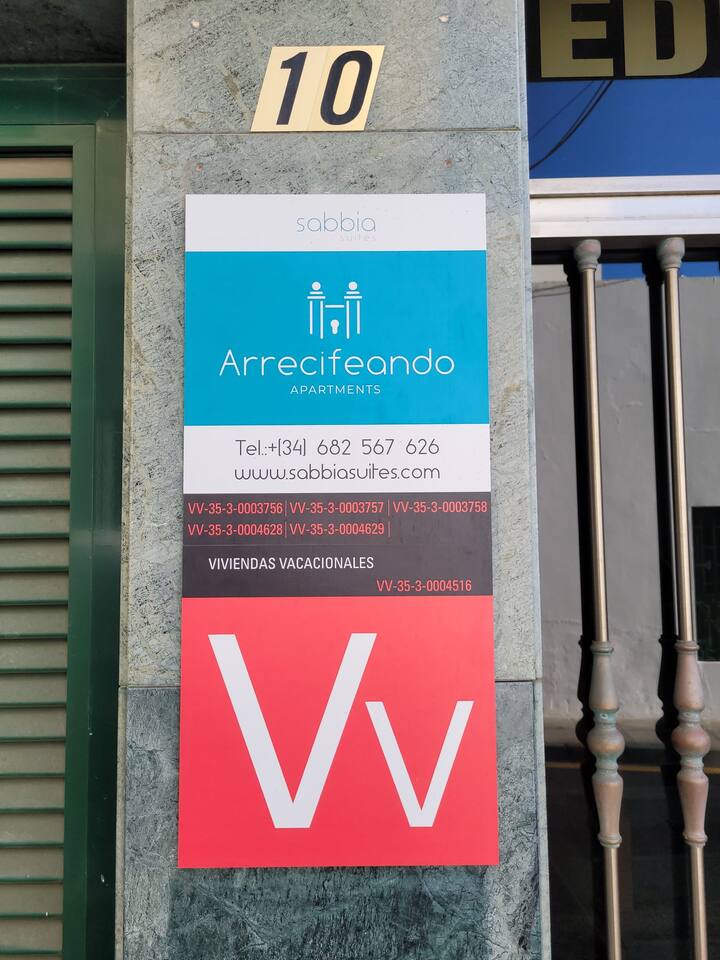 10
ED
sabbia
suites
Arrecifeando
APARTMENTS
Tel.:+(34) 682 567 626
www.sabbiasuites.com
VV-35-3-0003756 | VV-35-3-0003757 | VV-35-3-0003758
VV-35-3-0004628 | VV-35-3-0004629 |
VIVIENDAS VACACIONALES
VV-35-3-0004516
Vv